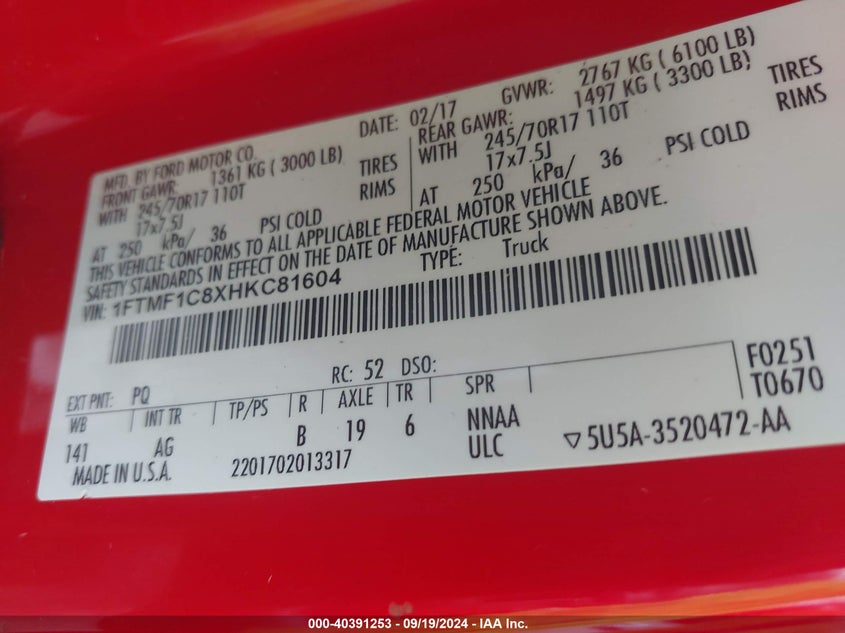 MFD. BY FORD MOTOR CO.
DATE: 02/17
GVWR: 2767 KG ( 6100 LB)
FRONT GAWR: 1361 KG ( 3000 LB)
REAR GAWR: 1497 KG ( 3300 LB)
WITH 245/70R17 110T TIRES
WITH 245/70R17 110T TIRES
17x7.5J RIMS
17x7.5J RIMS
AT 250 kPa/ 36 PSI COLD
AT 250 kPa/ 36 PSI COLD
THIS VEHICLE CONFORMS TO ALL APPLICABLE FEDERAL MOTOR VEHICLE
SAFETY STANDARDS IN EFFECT ON THE DATE OF MANUFACTURE SHOWN ABOVE.
VIN: 1FTMF1C8XHKC81604
TYPE: Truck
EXT PNT: PQ
RC: 52 DSO:
F0251
T0670
WB INT TR TP/PS R AXLE TR SPR
141 AG B 19 6 NNAA
ULC
MADE IN U.S.A.
2201702013317
▽5U5A-3520472-AA
000-40391253 - 09/19/2024 - IAA Inc.